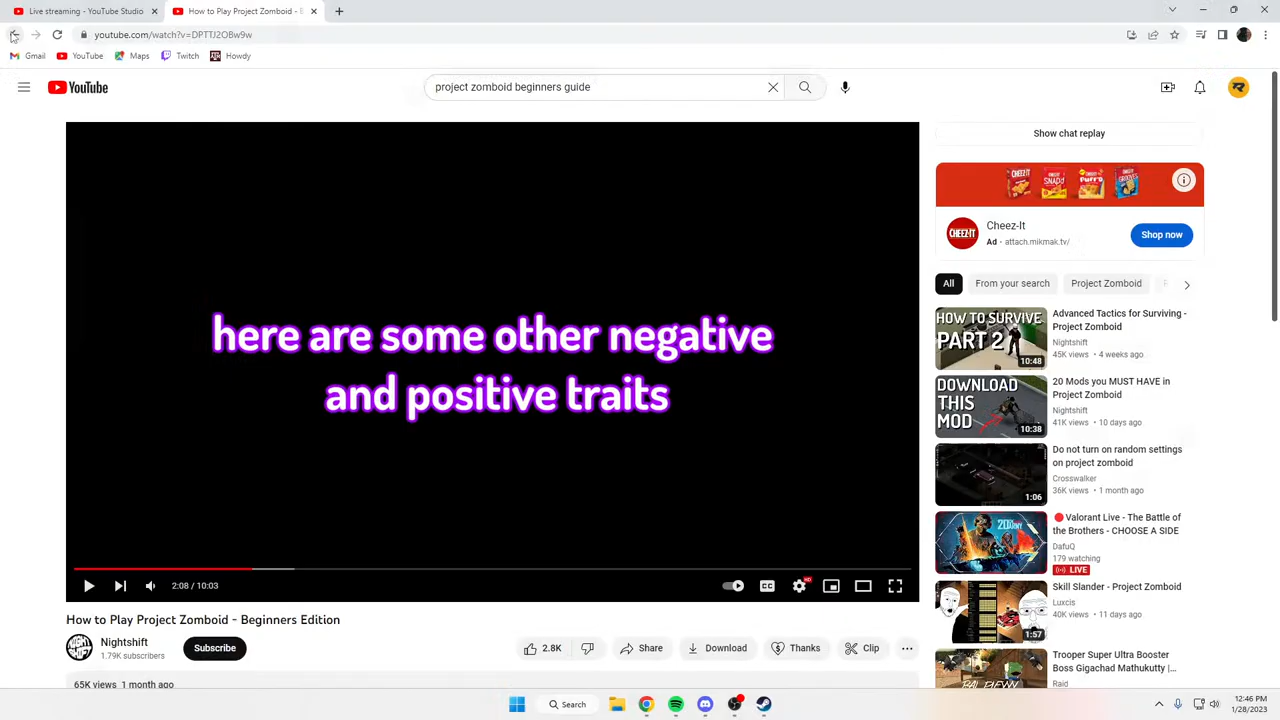 Live streaming - YouTube Studio
How to Play Project Zomboid - B
youtube.com/watch?v=DPTTJ2OBw9w
Gmail
YouTube
Maps
Twitch
Howdy
YouTube
project zomboid beginners guide
here are some other negative
and positive traits
2:08 / 10:03
CC
HD
How to Play Project Zomboid - Beginners Edition
Nightshift
1.79K subscribers
Subscribe
2.8K
Share
Download
Thanks
Clip
65K views 1 month ago
Show chat replay
CHEEZ-IT
Cheez-It
Ad • attach.mikmak.tv/
Shop now
All
From your search
Project Zomboid
HOW TO SURVIVE
PART 2
10:48
Advanced Tactics for Surviving -
Project Zomboid
Nightshift
45K views • 4 weeks ago
DOWNLOAD
THIS
MOD
10:38
20 Mods you MUST HAVE in
Project Zomboid
Nightshift
41K views • 10 days ago
1:06
Do not turn on random settings
on project zomboid
Crosswalker
36K views • 1 month ago
🔴 Valorant Live - The Battle of
the Brothers - CHOOSE A SIDE
DafuQ
179 watching
LIVE
1:57
Skill Slander - Project Zomboid
Luxcis
40K views • 11 days ago
Trooper Super Ultra Booster
Boss Gigachad Mathukutty |...
Raid
Search
12:46 PM
1/28/2023